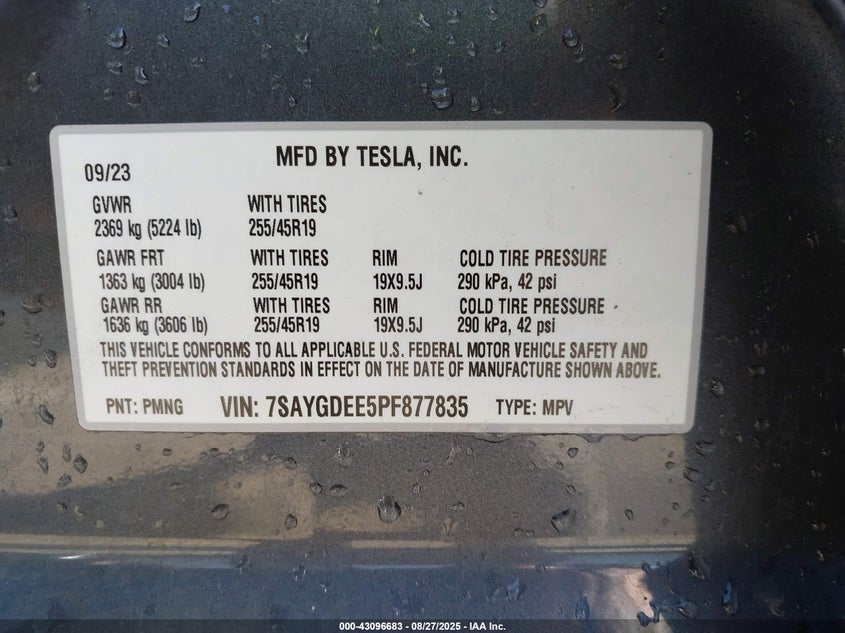 MFD BY TESLA, INC.
09/23
GVWR WITH TIRES
2369 kg (5224 lb) 255/45R19
GAWR FRT WITH TIRES RIM COLD TIRE PRESSURE
1363 kg (3004 lb) 255/45R19 19X9.5J 290 kPa, 42 psi
GAWR RR WITH TIRES RIM COLD TIRE PRESSURE
1636 kg (3606 lb) 255/45R19 19X9.5J 290 kPa, 42 psi
THIS VEHICLE CONFORMS TO ALL APPLICABLE U.S. FEDERAL MOTOR VEHICLE SAFETY AND
THEFT PREVENTION STANDARDS IN EFFECT ON THE DATE OF MANUFACTURE SHOWN ABOVE.
PNT: PMNG VIN: 7SAYGDEE5PF877835 TYPE: MPV
000-43096683 - 08/27/2025 - IAA Inc.